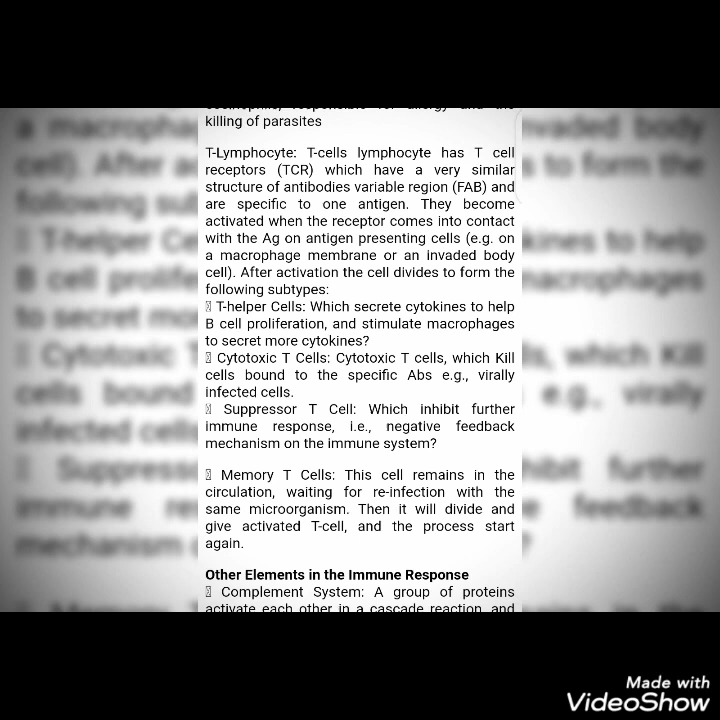 killing of parasites
T-Lymphocyte: T-cells lymphocyte has T cell
receptors (TCR) which have a very similar
structure of antibodies variable region (FAB) and
are specific to one antigen. They become
activated when the receptor comes into contact
with the Ag on antigen presenting cells (e.g. on
a macrophage membrane or an invaded body
cell). After activation the cell divides to form the
following subtypes:
T-helper Cells: Which secrete cytokines to help
B cell proliferation, and stimulate macrophages
to secret more cytokines?
Cytotoxic T Cells: Cytotoxic T cells, which Kill
cells bound to the specific Abs e.g., virally
infected cells.
Suppressor T Cell: Which inhibit further
immune response, i.e., negative feedback
mechanism on the immune system?
Memory T Cells: This cell remains in the
circulation, waiting for re-infection with the
same microorganism. Then it will divide and
give activated T-cell, and the process start
again.
Other Elements in the Immune Response
Complement System: A group of proteins
activate each other in a cascade reaction, and
Made with
VideoShow